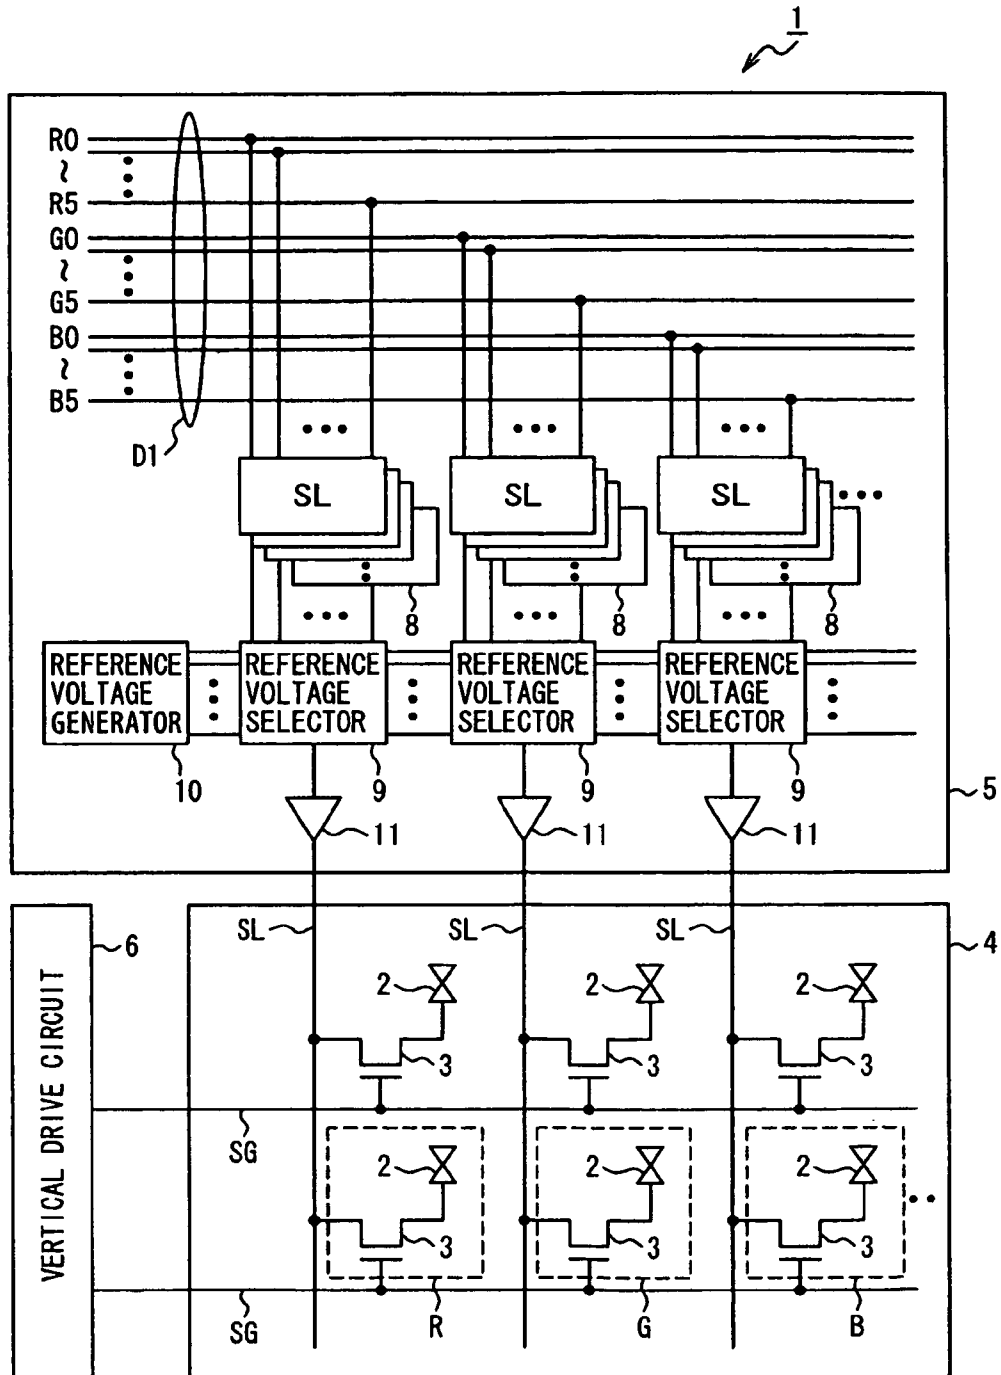 1
R0
~
R5
G0
~
G5
B0
~
B5
D1
SL SL SL
8 8 8
REFERENCE VOLTAGE GENERATOR
REFERENCE VOLTAGE SELECTOR
REFERENCE VOLTAGE SELECTOR
REFERENCE VOLTAGE SELECTOR
10 9 9 9 5
11 11 11
SL SL SL
6 4
VERTICAL DRIVE CIRCUIT
2 2 2
3 3 3
SG
2 2 2
3 3 3
SG R G B